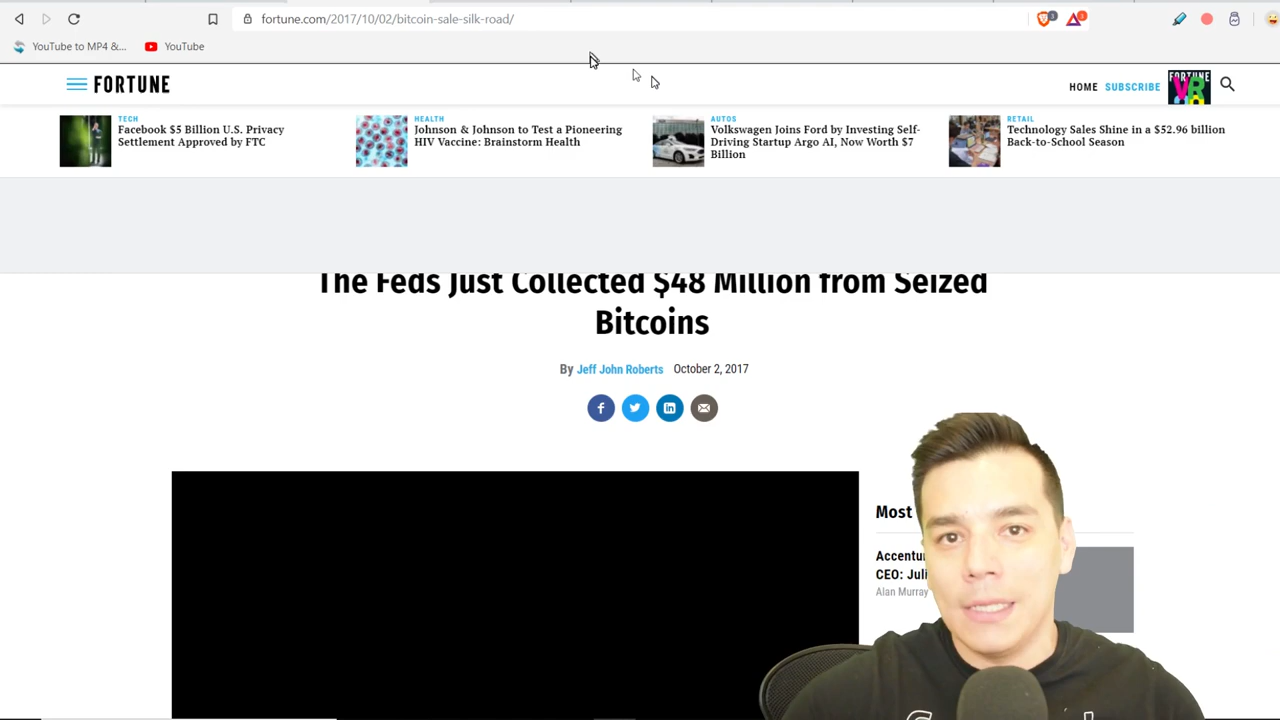 fortune.com/2017/10/02/bitcoin-sale-silk-road/
3
1
YouTube to MP4 &...
YouTube
FORTUNE
HOME
SUBSCRIBE
FORTUNE
VR
TECH
Facebook $5 Billion U.S. Privacy
Settlement Approved by FTC
HEALTH
Johnson & Johnson to Test a Pioneering
HIV Vaccine: Brainstorm Health
AUTOS
Volkswagen Joins Ford by Investing Self-
Driving Startup Argo AI, Now Worth $7
Billion
RETAIL
Technology Sales Shine in a $52.96 billion
Back-to-School Season
The Feds Just Collected $48 Million from Seized
Bitcoins
By Jeff John Roberts October 2, 2017
Most
CEO:
Alan Murray